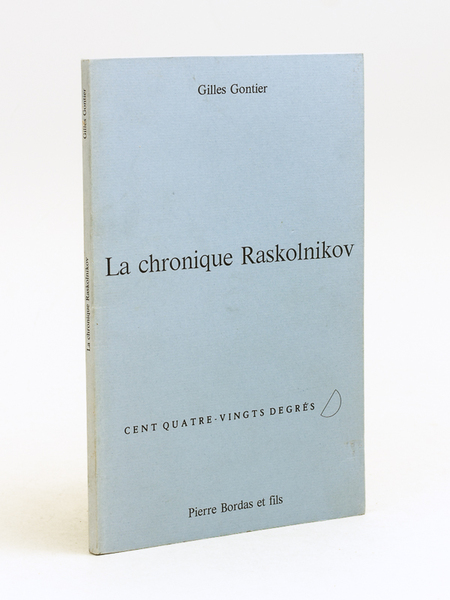 Gilles Gontier
La chronique Raskolnikov
CENT QUATRE-VINGTS DEGRÉS
Pierre Bordas et fils
Gilles Gontier
La chronique Raskolnikov